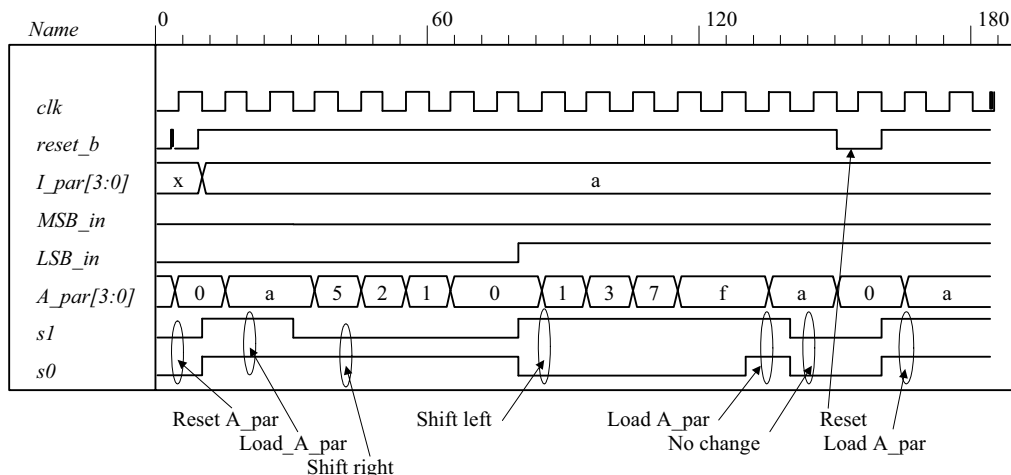 0 60 120 180
Name
clk
reset_b
I_par[3:0] x a
MSB_in
LSB_in
A_par[3:0] 0 a 5 2 1 0 1 3 7 f a 0 a
s1
s0
Reset A_par Shift left Load A_par Reset
Load_A_par No change Load A_par
Shift right